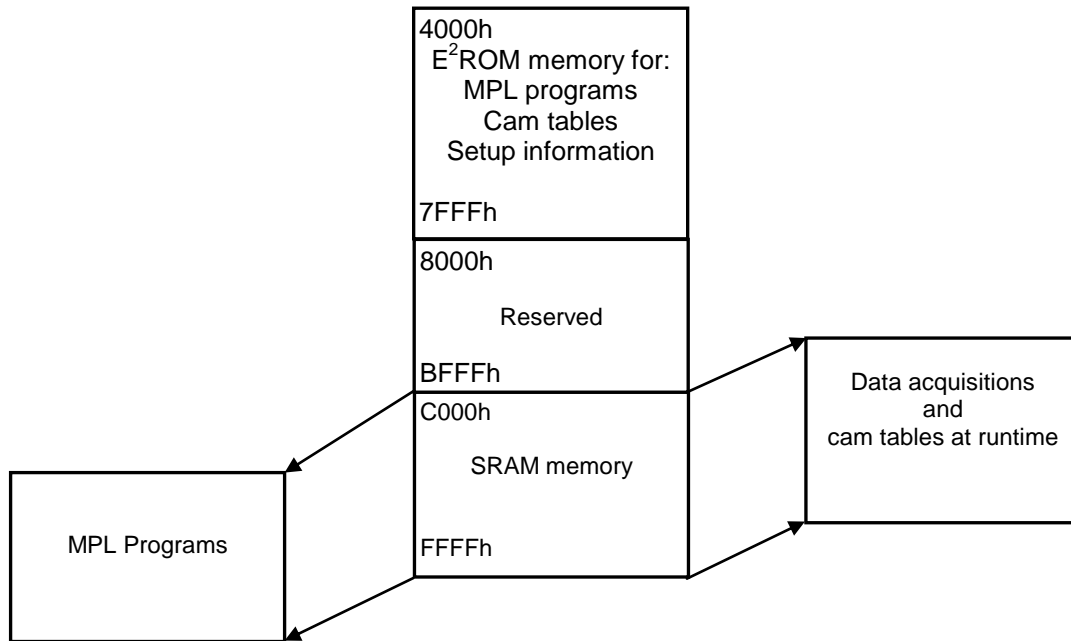 4000h
E²ROM memory for:
MPL programs
Cam tables
Setup information
7FFFh
8000h
Reserved
BFFFh
C000h
SRAM memory
FFFFh
MPL Programs
Data acquisitions
and
cam tables at runtime